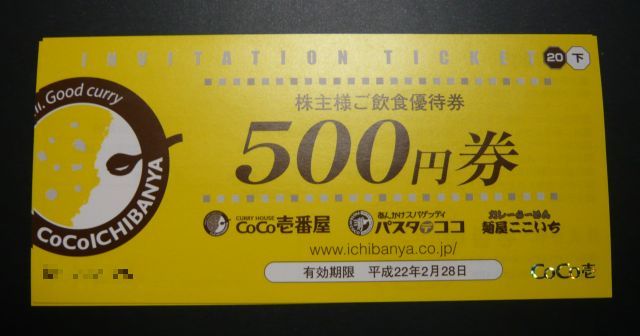 INVITATION TICKET
20 下
株主様ご飲食優待券
500円券
Good curry
CoCoICHIBANYA
CURRY HOUSE
CoCo壱番屋
あんかけスパゲッティ
パスタ・デ・ココ
カレーらーめん
麺屋ここいち
www.ichibanya.co.jp/
有効期限 平成22年2月28日
CoCo壱